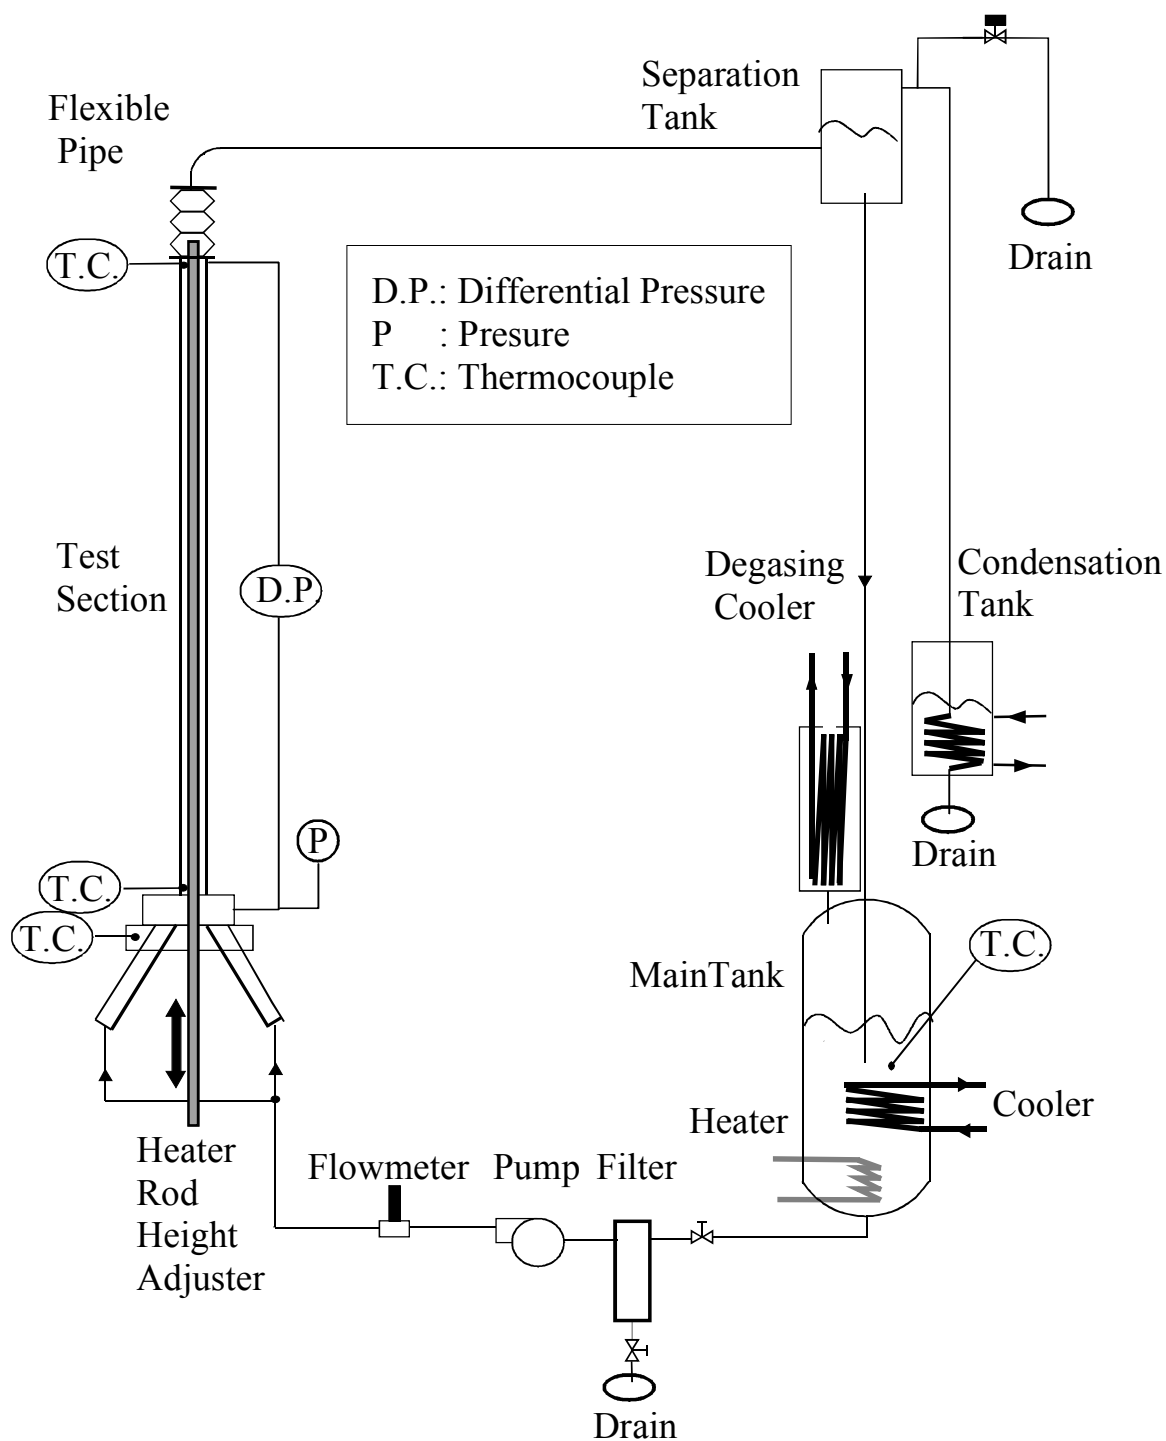 Separation
Tank
Flexible
Pipe
T.C.
Drain
D.P.: Differential Pressure
P : Presure
T.C.: Thermocouple
Test
Section
D.P.
Degasing
Cooler
Condensation
Tank
P
Drain
T.C.
T.C.
T.C.
MainTank
Cooler
Heater
Heater
Rod
Height
Adjuster
Flowmeter
Pump
Filter
Drain